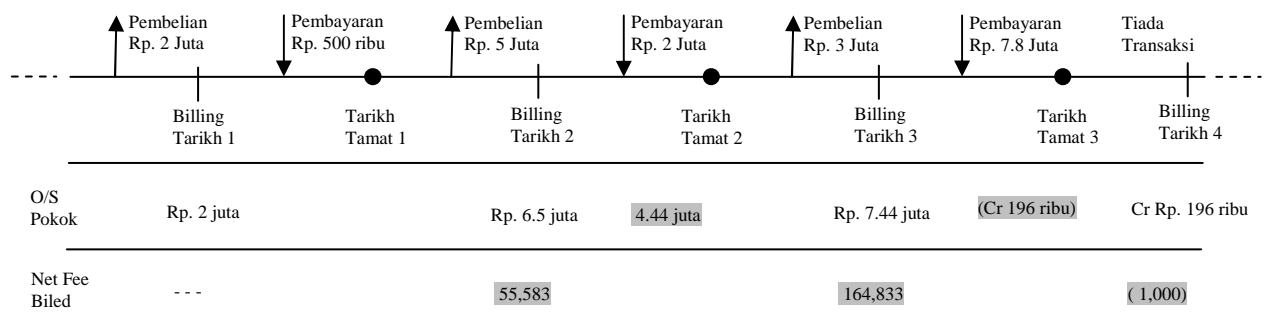 Pembelian
Rp. 2 Juta
Pembayaran
Rp. 500 ribu
Pembelian
Rp. 5 Juta
Pembayaran
Rp. 2 Juta
Pembelian
Rp. 3 Juta
Pembayaran
Rp. 7.8 Juta
Tiada
Transaksi
Billing
Tarikh 1
Tarikh
Tamat 1
Billing
Tarikh 2
Tarikh
Tamat 2
Billing
Tarikh 3
Tarikh
Tamat 3
Billing
Tarikh 4
O/S
Pokok
Rp. 2 juta
Rp. 6.5 juta
4.44 juta
Rp. 7.44 juta
(Cr 196 ribu)
Cr Rp. 196 ribu
Net Fee
Biled
- - -
55,583
164,833
( 1,000)